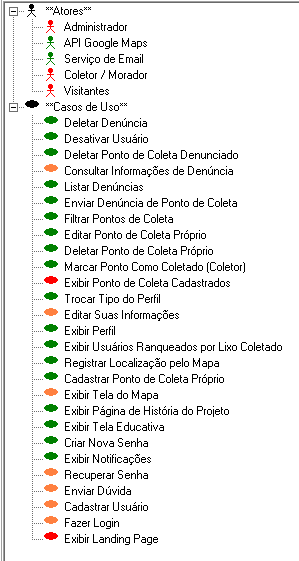 **Atores**
Administrador
API Google Maps
Serviço de Email
Coletor / Morador
Visitantes
**Casos de Uso**
Deletar Denúncia
Desativar Usuário
Deletar Ponto de Coleta Denunciado
Consultar Informações de Denúncia
Listar Denúncias
Enviar Denúncia de Ponto de Coleta
Filtrar Pontos de Coleta
Editar Ponto de Coleta Próprio
Deletar Ponto de Coleta Próprio
Marcar Ponto Como Coletado (Coletor)
Exibir Ponto de Coleta Cadastrados
Trocar Tipo do Perfil
Editar Suas Informações
Exibir Perfil
Exibir Usuários Ranqueados por Lixo Coletado
Registrar Localização pelo Mapa
Cadastrar Ponto de Coleta Próprio
Exibir Tela do Mapa
Exibir Página de História do Projeto
Exibir Tela Educativa
Criar Nova Senha
Exibir Notificações
Recuperar Senha
Enviar Dúvida
Cadastrar Usuário
Fazer Login
Exibir Landing Page